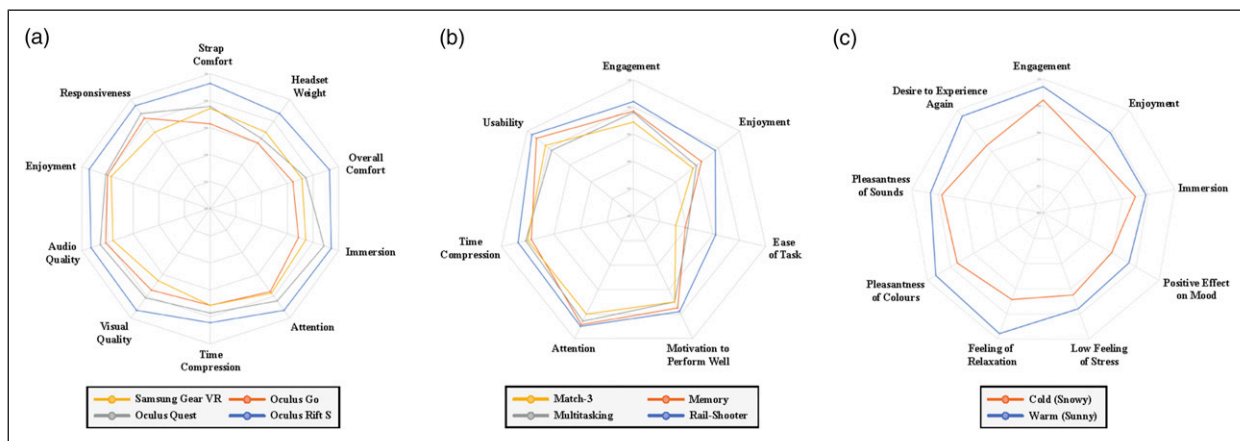 (a)
Strap
Comfort
Headset
Weight
Overall
Comfort
Immersion
Attention
Time
Compression
Visual
Quality
Audio
Quality
Enjoyment
Responsiveness
Samsung Gear VR
Oculus Go
Oculus Quest
Oculus Rift S
(b)
Engagement
Enjoyment
Ease
of Task
Motivation to
Perform Well
Attention
Time
Compression
Usability
Match-3
Memory
Multitasking
Rail-Shooter
(c)
Engagement
Enjoyment
Immersion
Positive Effect
on Mood
Low Feeling
of Stress
Feeling of
Relaxation
Pleasantness
of Colours
Pleasantness
of Sounds
Desire to Experience
Again
Cold (Snowy)
Warm (Sunny)